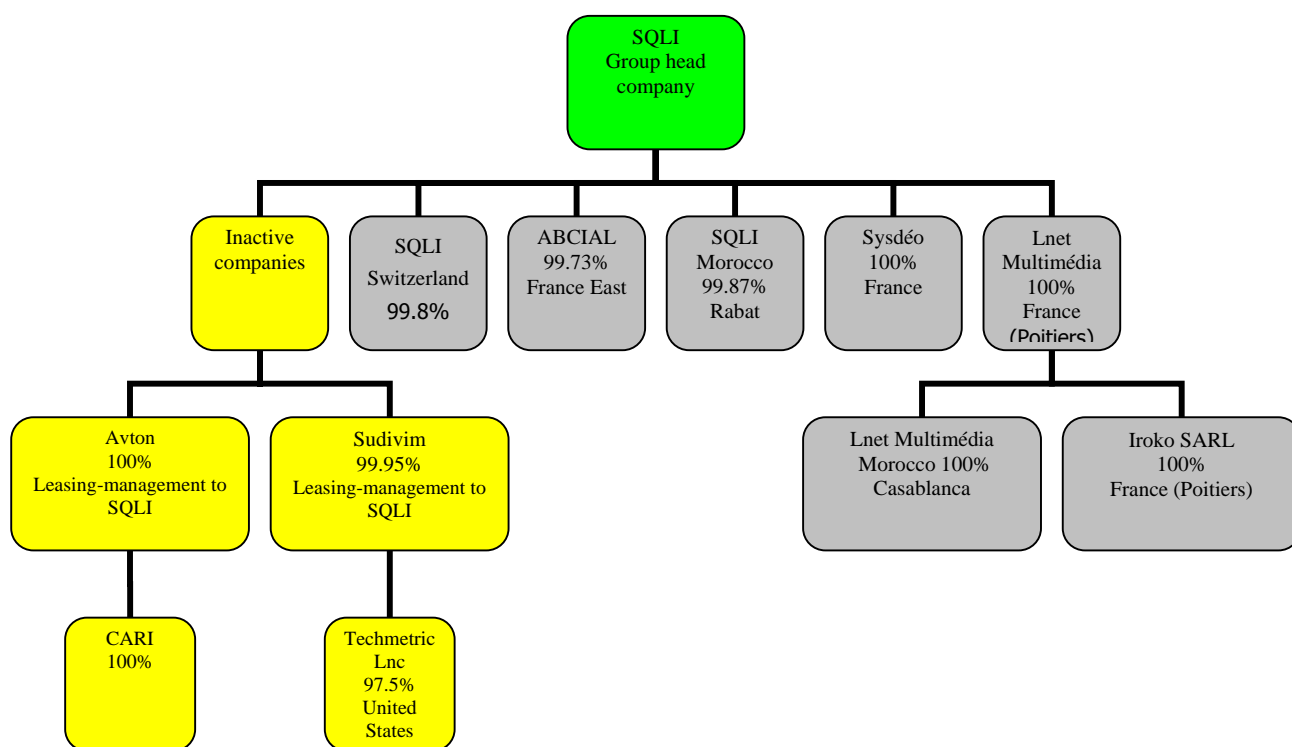 SQLI
Group head
company
Inactive
companies
SQLI
Switzerland
99.8%
ABCIAL
99.73%
France East
SQLI
Morocco
99.87%
Rabat
Sysdéo
100%
France
Lnet
Multimédia
100%
France
(Poitiers)
Avton
100%
Leasing-management to
SQLI
Sudivim
99.95%
Leasing-management to
SQLI
Lnet Multimédia
Morocco 100%
Casablanca
Iroko SARL
100%
France (Poitiers)
CARI
100%
Techmetric
Lnc
97.5%
United
States